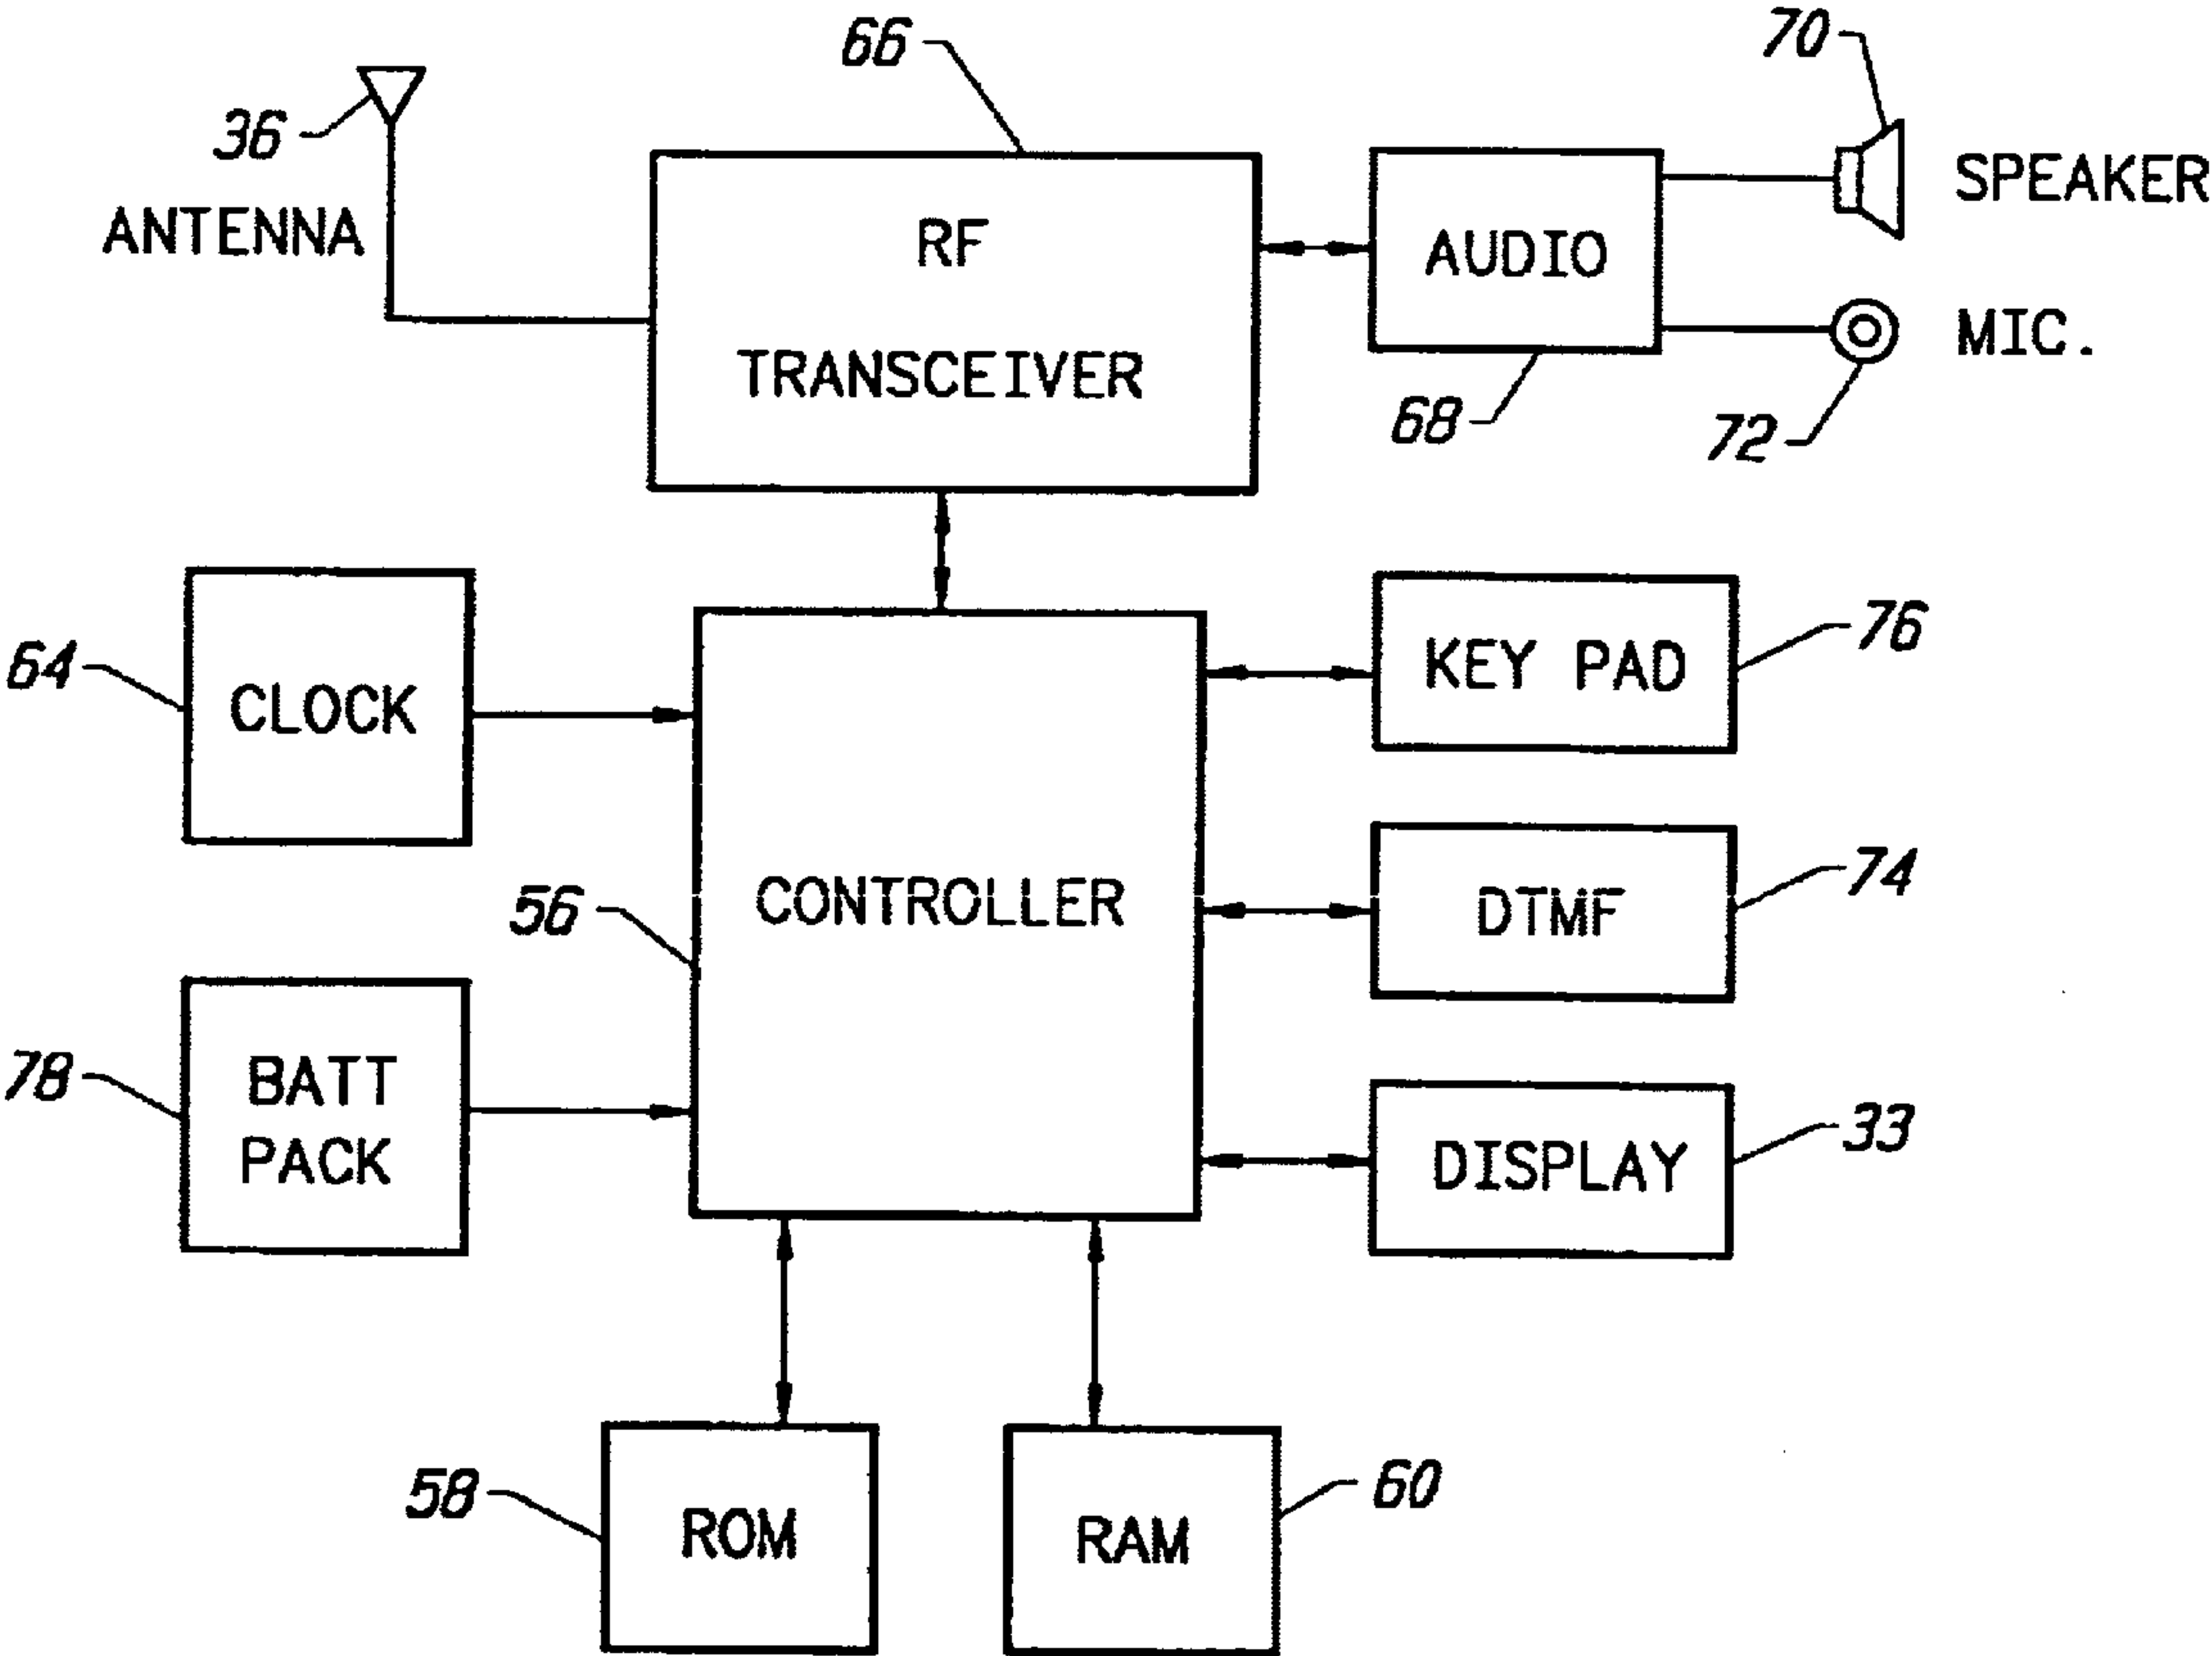 66
70
36
ANTENNA
RF
TRANSCEIVER
AUDIO
SPEAKER
MIC.
68
72
64
CLOCK
KEY PAD
76
56
CONTROLLER
DTMF
74
78
BATT
PACK
DISPLAY
33
58
ROM
RAM
60